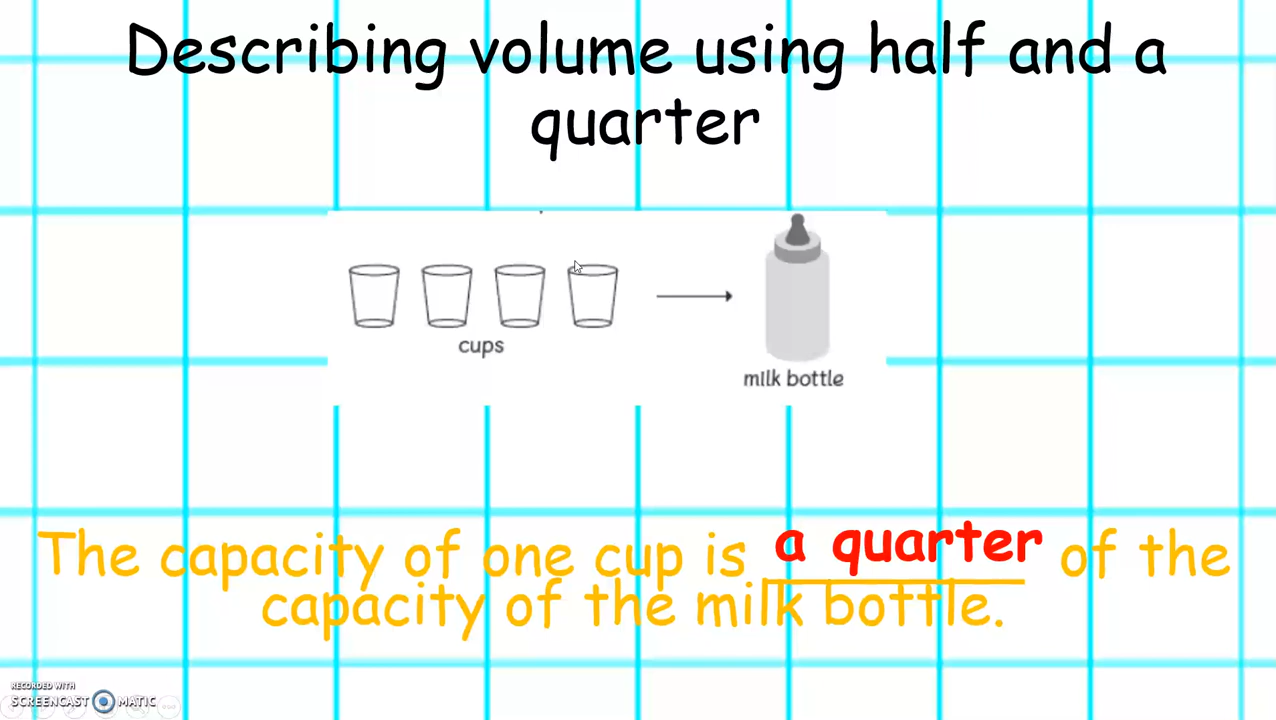 Describing volume using half and a
quarter
cups
milk bottle
The capacity of one cup is a quarter of the
capacity of the milk bottle.
RECORDED WITH
SCREENCAST MATIC